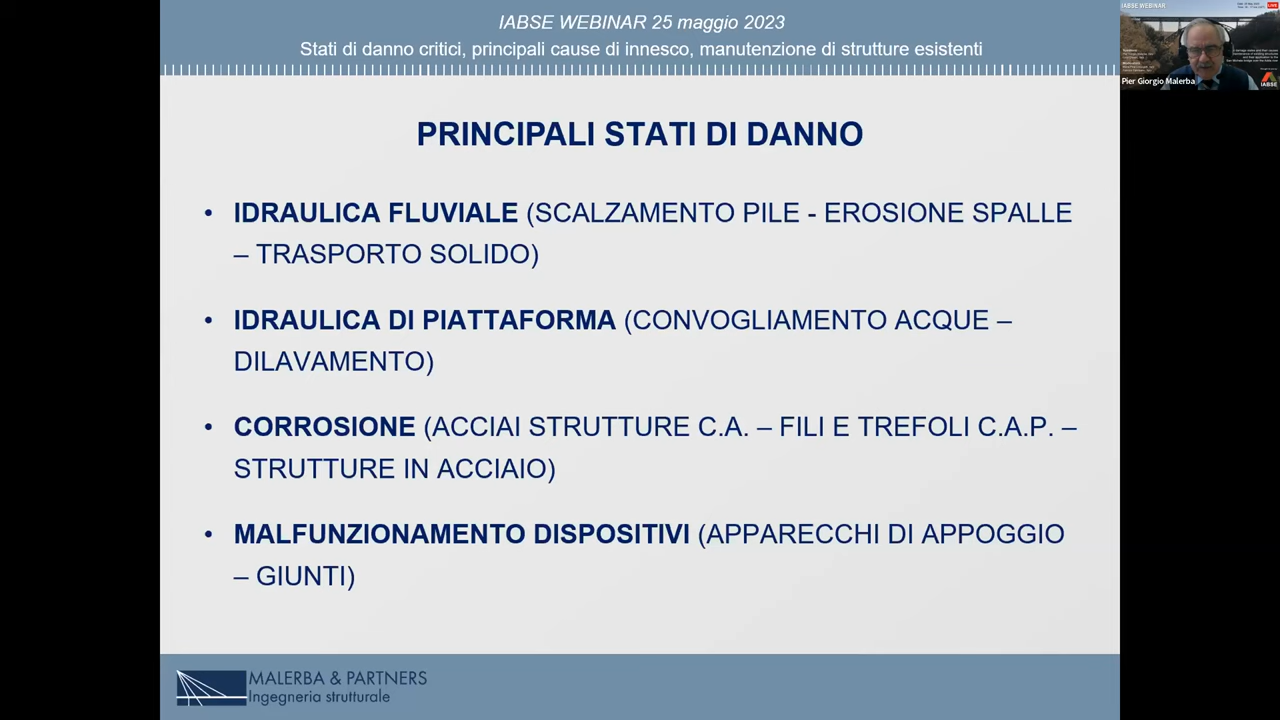 IABSE WEBINAR 25 maggio 2023
Stati di danno critici, principali cause di innesco, manutenzione di strutture esistenti
PRINCIPALI STATI DI DANNO
• IDRAULICA FLUVIALE (SCALZAMENTO PILE - EROSIONE SPALLE
– TRASPORTO SOLIDO)
• IDRAULICA DI PIATTAFORMA (CONVOGLIAMENTO ACQUE –
DILAVAMENTO)
• CORROSIONE (ACCIAI STRUTTURE C.A. – FILI E TREFOLI C.A.P. –
STRUTTURE IN ACCIAIO)
• MALFUNZIONAMENTO DISPOSITIVI (APPARECCHI DI APPOGGIO
– GIUNTI)
MALERBA & PARTNERS
Ingegneria strutturale
IABSE WEBINAR
LIVE
Pier Giorgio Malerba
IABSE